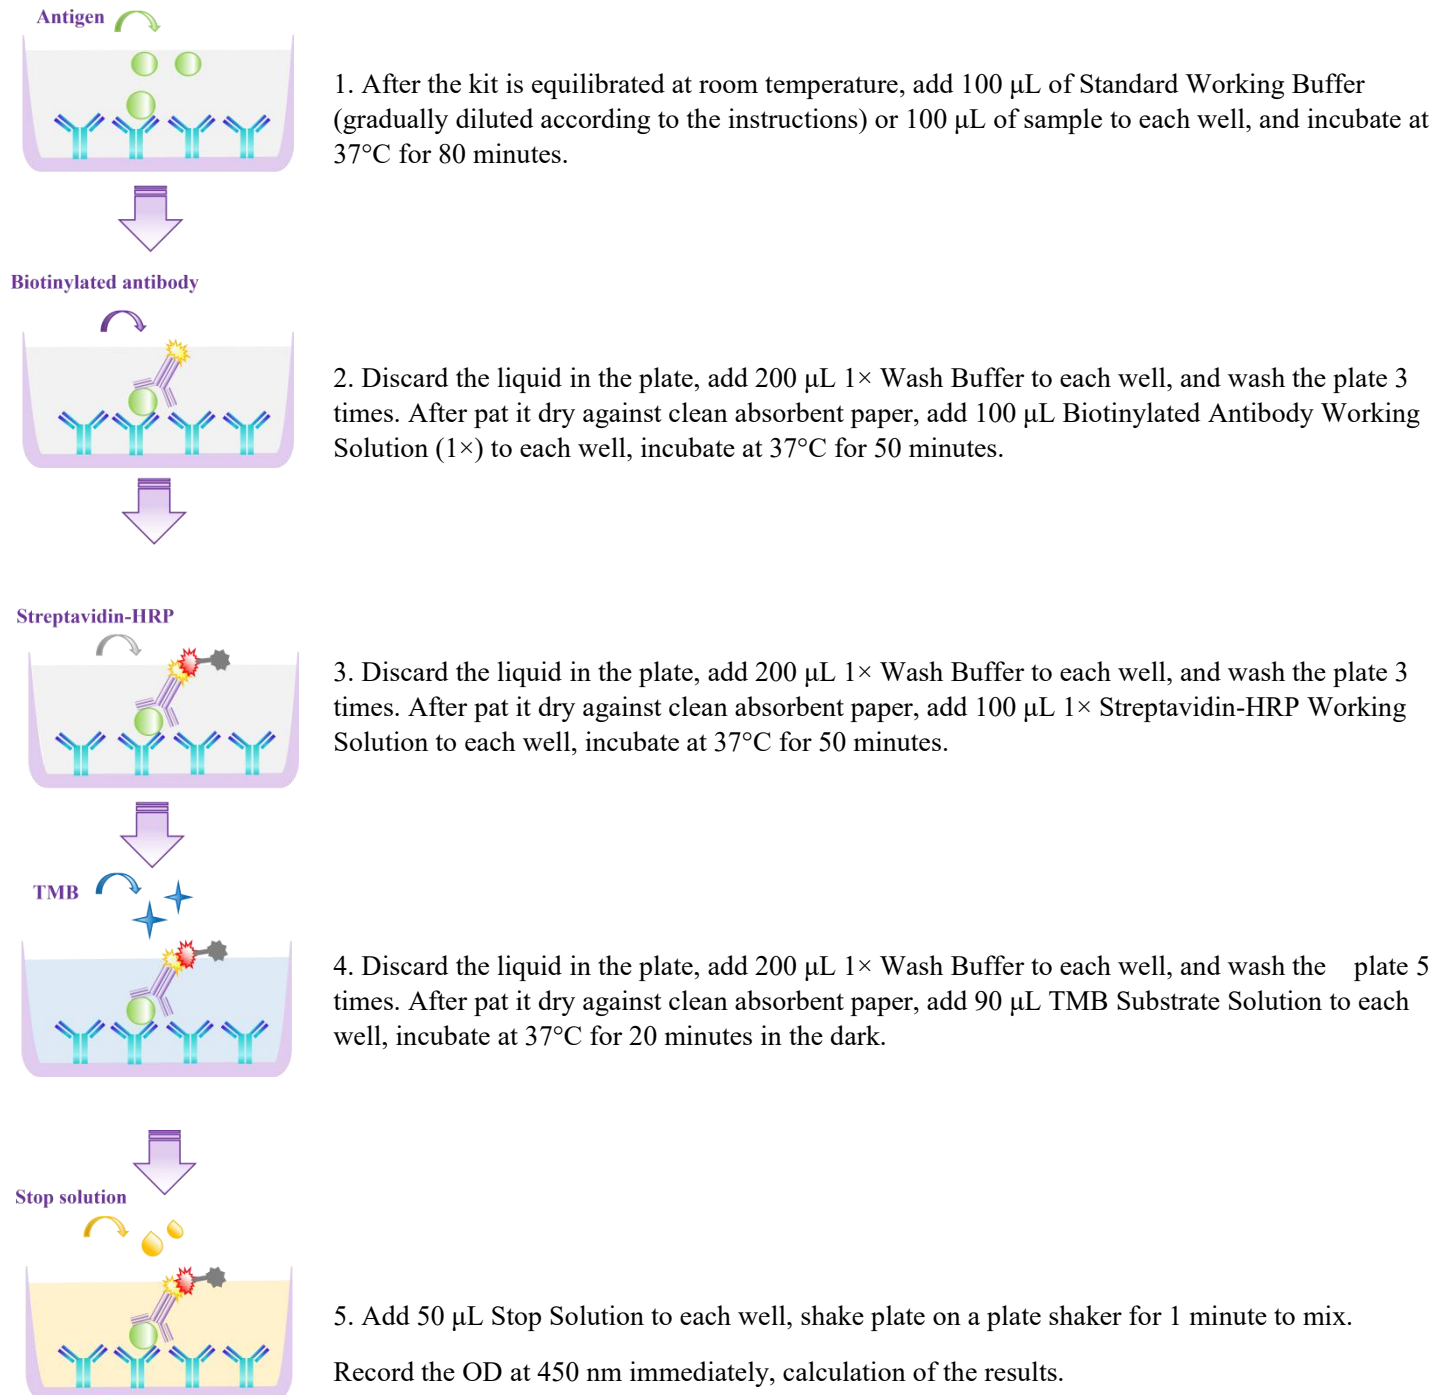 Antigen
1. After the kit is equilibrated at room temperature, add 100 μL of Standard Working Buffer
(gradually diluted according to the instructions) or 100 μL of sample to each well, and incubate at
37°C for 80 minutes.
Biotinylated antibody
2. Discard the liquid in the plate, add 200 μL 1× Wash Buffer to each well, and wash the plate 3
times. After pat it dry against clean absorbent paper, add 100 μL Biotinylated Antibody Working
Solution (1×) to each well, incubate at 37°C for 50 minutes.
Streptavidin-HRP
3. Discard the liquid in the plate, add 200 μL 1× Wash Buffer to each well, and wash the plate 3
times. After pat it dry against clean absorbent paper, add 100 μL 1× Streptavidin-HRP Working
Solution to each well, incubate at 37°C for 50 minutes.
TMB
4. Discard the liquid in the plate, add 200 μL 1× Wash Buffer to each well, and wash the plate 5
times. After pat it dry against clean absorbent paper, add 90 μL TMB Substrate Solution to each
well, incubate at 37°C for 20 minutes in the dark.
Stop solution
5. Add 50 μL Stop Solution to each well, shake plate on a plate shaker for 1 minute to mix.
Record the OD at 450 nm immediately, calculation of the results.